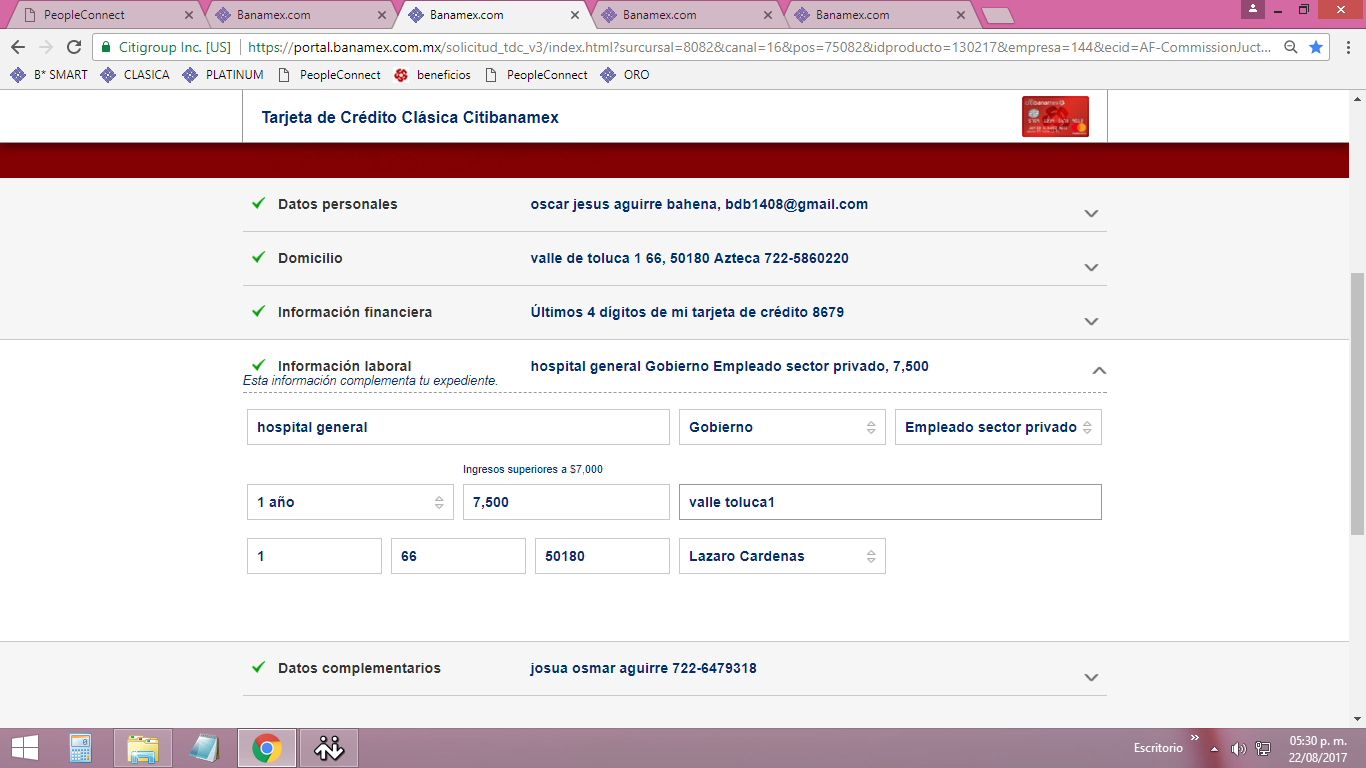 PeopleConnect
Banamex.com
Banamex.com
Banamex.com
Banamex.com
Citigroup Inc. [US]
https://portal.banamex.com.mx/solicitud_tdc_v3/index.html?surcursal=8082&canal=16&pos=75082&idproducto=130217&empresa=144&ecid=AF-CommissionJuct...
B* SMART CLASICA PLATINUM PeopleConnect beneficios PeopleConnect ORO
Tarjeta de Crédito Clásica Citibanamex
Datos personales oscar jesus aguirre bahena, bdb1408@gmail.com
Domicilio valle de toluca 1 66, 50180 Azteca 722-5860220
Información financiera Últimos 4 dígitos de mi tarjeta de crédito 8679
Información laboral hospital general Gobierno Empleado sector privado, 7,500
Esta información complementa tu expediente.
hospital general Gobierno Empleado sector privado
Ingresos superiores a $7,000
1 año 7,500 valle toluca1
1 66 50180 Lazaro Cardenas
Datos complementarios josua osmar aguirre 722-6479318
Escritorio
05:30 p. m.
22/08/2017